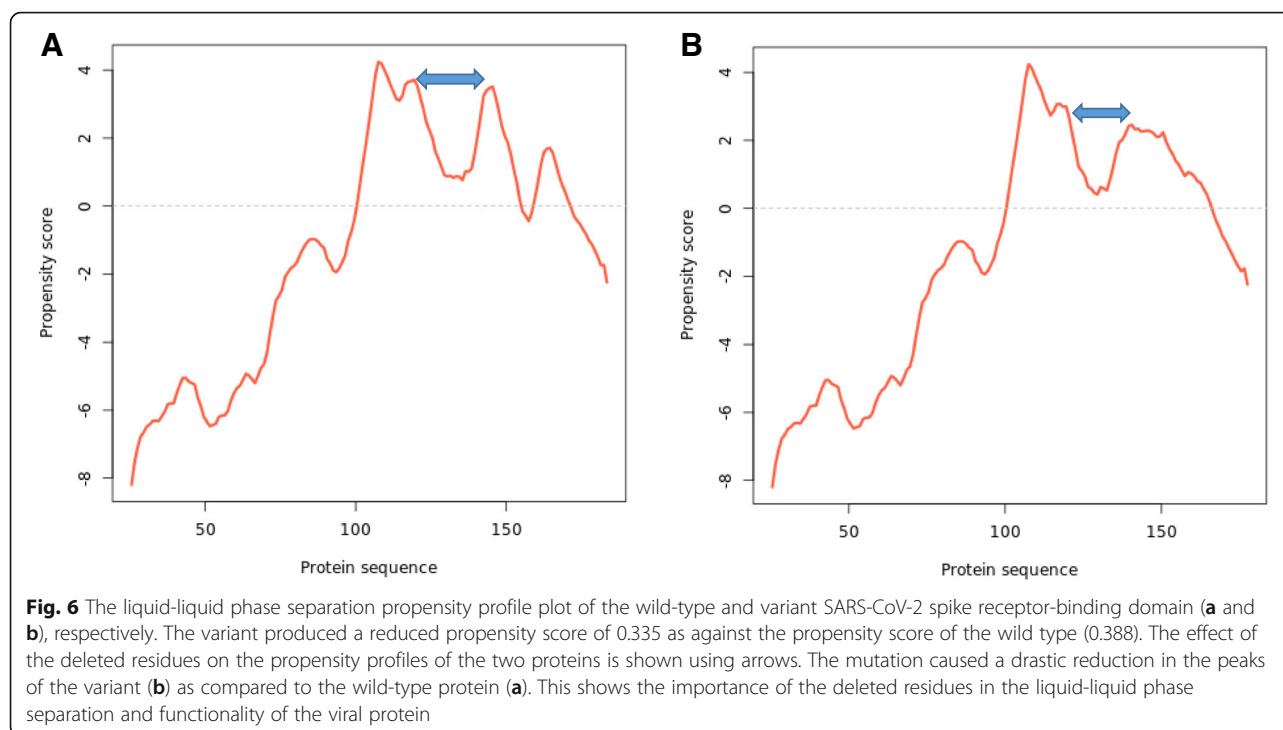 A
B
4
2
0
-2
-4
-6
-8
Propensity score
50
100
150
Protein sequence
4
2
0
-2
-4
-6
-8
Propensity score
50
100
150
Protein sequence
Fig. 6 The liquid-liquid phase separation propensity profile plot of the wild-type and variant SARS-CoV-2 spike receptor-binding domain (a and
b), respectively. The variant produced a reduced propensity score of 0.335 as against the propensity score of the wild type (0.388). The effect of
the deleted residues on the propensity profiles of the two proteins is shown using arrows. The mutation caused a drastic reduction in the peaks
of the variant (b) as compared to the wild-type protein (a). This shows the importance of the deleted residues in the liquid-liquid phase
separation and functionality of the viral protein